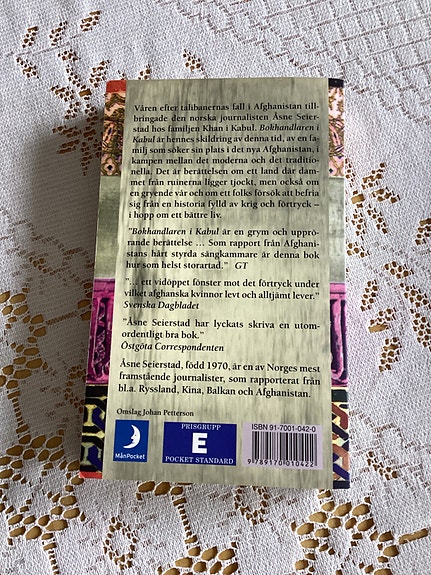 Våren efter talibanernas fall i Afghanistan till-
bringade den norska journalisten Åsne Seier-
stad hos familjen Khan i Kabul. Bokhandlaren i
Kabul är hennes skildring av denna tid, av en fa-
milj som söker sin plats i det nya Afghanistan, i
kampen mellan det moderna och det traditio-
nella. Det är berättelsen om ett land där dam-
met från ruinerna ligger tjockt, men också om
en gryende vår och om ett folks försök att befria
sig från en historia fylld av krig och förtryck –
i hopp om ett bättre liv.
"Bokhandlaren i Kabul är en grym och upprö-
rande berättelse ... Som rapport från Afghani-
stans hårt styrda sängkammare är denna bok
hur som helst storartad." GT
"... ett vidöppet fönster mot det förtryck under
vilket afghanska kvinnor levt och alltjämt lever."
Svenska Dagbladet
"Åsne Seierstad har lyckats skriva en utom-
ordentligt bra bok."
Östgöta Correspondenten
Åsne Seierstad, född 1970, är en av Norges mest
framstående journalister, som rapporterat från
bl.a. Ryssland, Kina, Balkan och Afghanistan.
Omslag Johan Petterson
MånPocket
PRISGRUPP
E
POCKET STANDARD
ISBN 91-7001-042-0
9789170010422